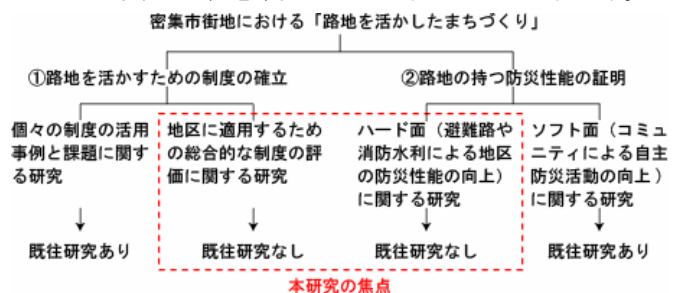 密集市街地における「路地を活かしたまちづくり」
①路地を活かすための制度の確立
②路地の持つ防災性能の証明
個々の制度の活用
事例と課題に関す
る研究
地区に適用するため
の総合的な制度の評
価に関する研究
ハード面（避難路や
消防水利による地区
の防災性能の向上）
に関する研究
ソフト面（コミュ
ニティによる自主
防災活動の向上）
に関する研究
既往研究あり
既往研究なし
既往研究なし
既往研究あり
本研究の焦点